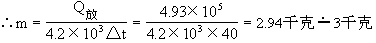 ∴m = Q放 / (4.2×10³△t) = 4.93×10⁵ / (4.2×10³×40) = 2.94千克≐3千克